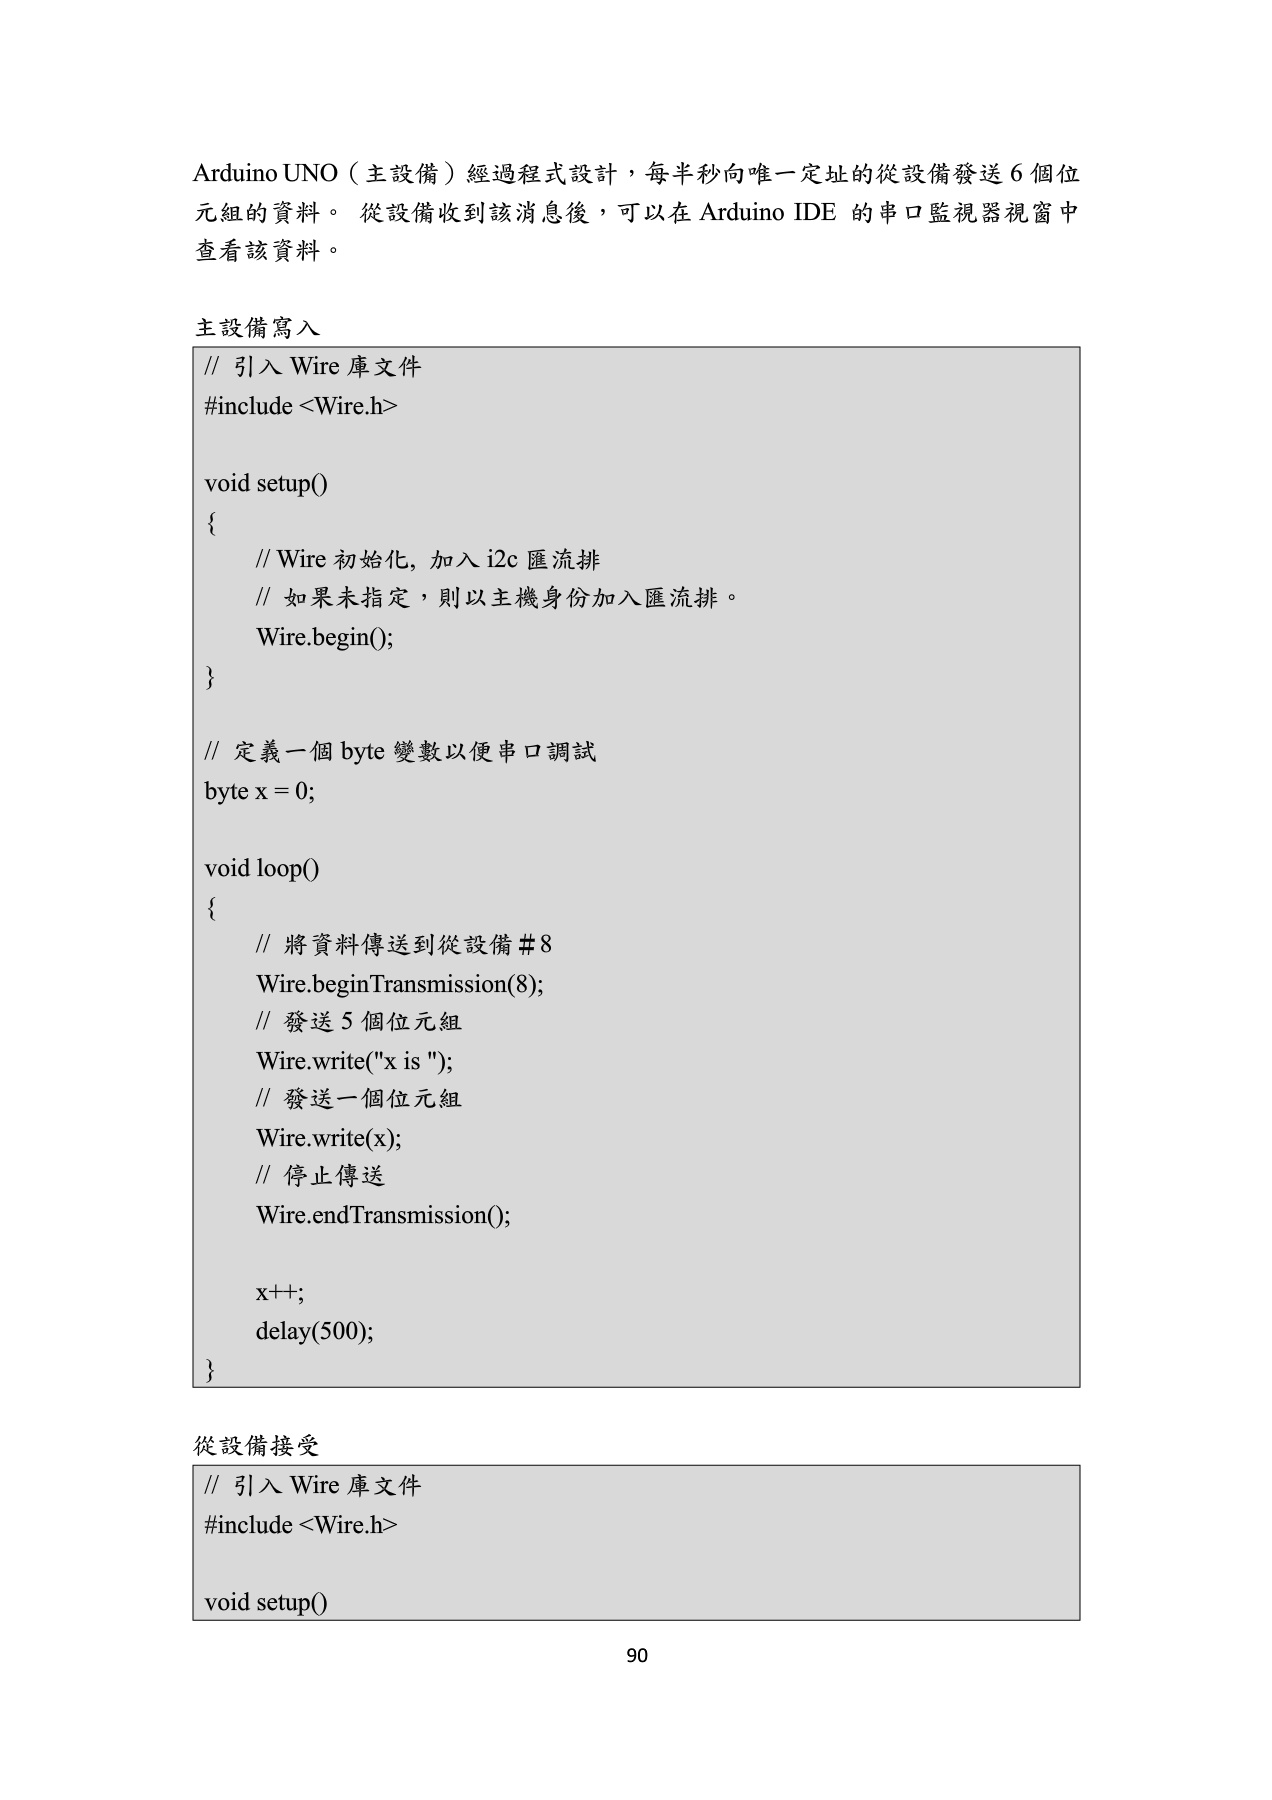 Arduino UNO（主設備）經過程式設計，每半秒向唯一定址的從設備發送 6 個位
元組的資料。 從設備收到該消息後，可以在 Arduino IDE 的串口監視器視窗中
查看該資料。
主設備寫入
// 引入 Wire 庫文件
#include <Wire.h>
void setup()
{
// Wire 初始化, 加入 i2c 匯流排
// 如果未指定，則以主機身份加入匯流排。
Wire.begin();
}
// 定義一個 byte 變數以便串口調試
byte x = 0;
void loop()
{
// 將資料傳送到從設備＃8
Wire.beginTransmission(8);
// 發送 5 個位元組
Wire.write("x is ");
// 發送一個位元組
Wire.write(x);
// 停止傳送
Wire.endTransmission();
x++;
delay(500);
}
從設備接受
// 引入 Wire 庫文件
#include <Wire.h>
void setup()
90